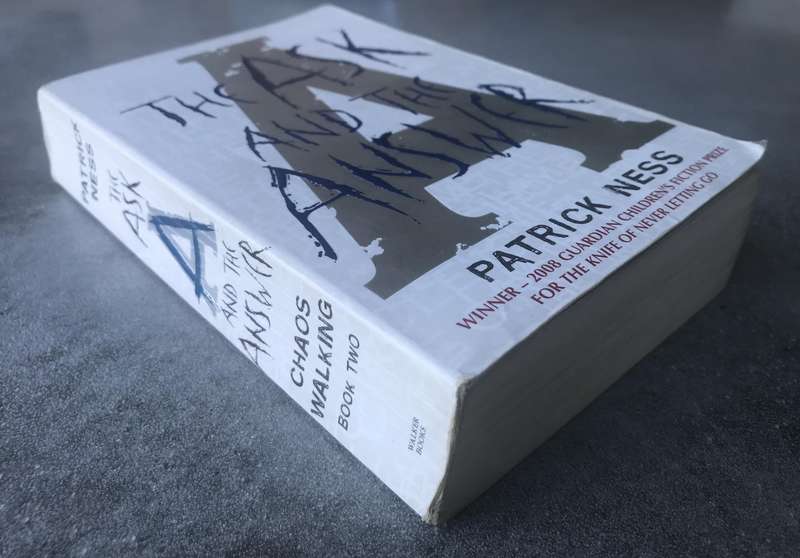 THE ASK
AND THE
ANSWER
PATRICK NESS
WINNER – 2008 GUARDIAN CHILDREN'S FICTION PRIZE
FOR THE KNIFE OF NEVER LETTING GO
PATRICK
NESS
THE
ASK
A
AND THE
ANSWER
CHAOS
WALKING
BOOK TWO
WALKER
BOOKS